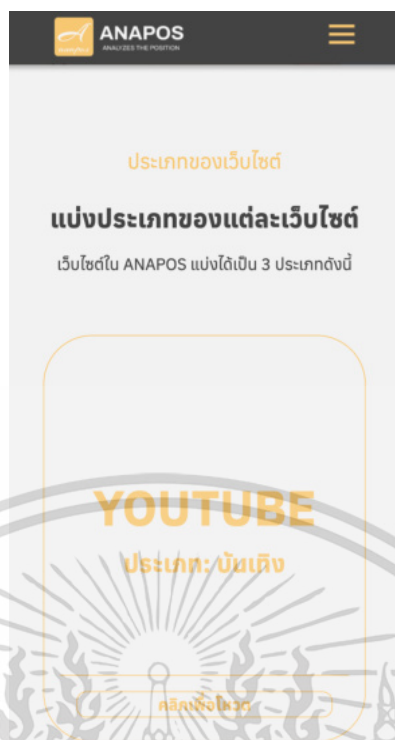 ANAPOS
ANALYZES THE POSITION
ประเภทของเว็บไซต์
แบ่งประเภทของแต่ละเว็บไซต์
เว็บไซต์ใน ANAPOS แบ่งได้เป็น 3 ประเภทดังนี้
YOUTUBE
ประเภท: บันเทิง
คลิกเพื่อโหวต